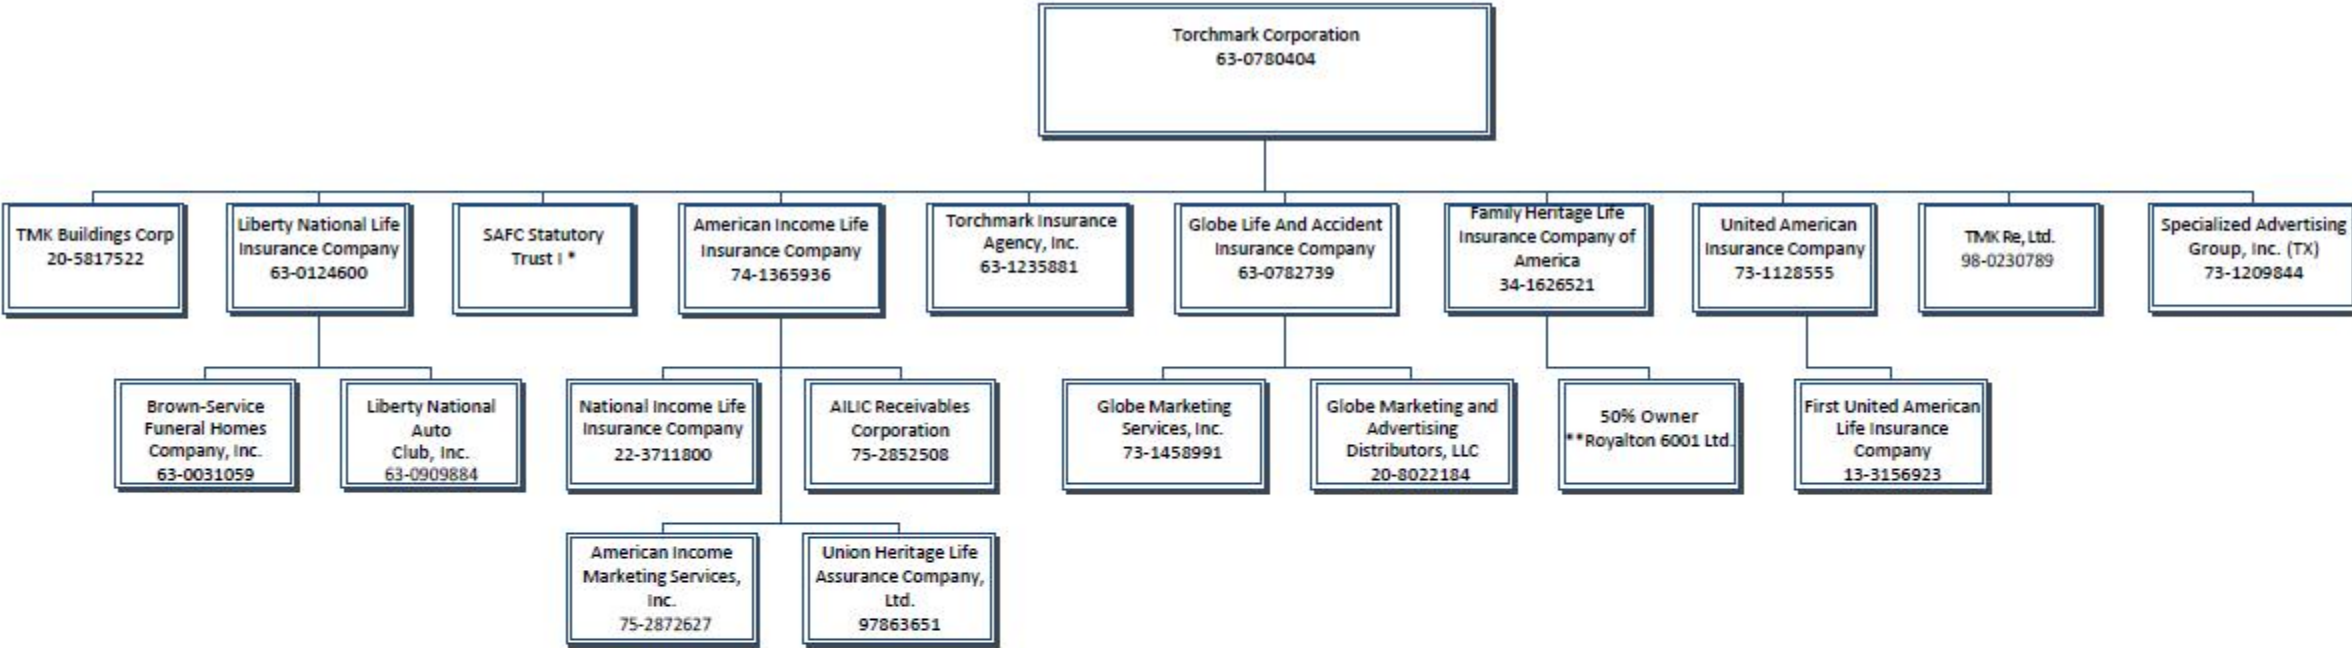 Torchmark Corporation
63-0780404
TMK Buildings Corp
20-5817522
Liberty National Life
Insurance Company
63-0124600
SAFC Statutory
Trust I *
American Income Life
Insurance Company
74-1365936
Torchmark Insurance
Agency, Inc.
63-1235881
Globe Life And Accident
Insurance Company
63-0782739
Family Heritage Life
Insurance Company of
America
34-1626521
United American
Insurance Company
73-1128555
TMK Re, Ltd.
98-0230789
Specialized Advertising
Group, Inc. (TX)
73-1209844
Brown-Service
Funeral Homes
Company, Inc.
63-0031059
Liberty National
Auto
Club, Inc.
63-0909884
National Income Life
Insurance Company
22-3711800
AILIC Receivables
Corporation
75-2852508
Globe Marketing
Services, Inc.
73-1458991
Globe Marketing and
Advertising
Distributors, LLC
20-8022184
50% Owner
**Royalton 6001 Ltd.
First United American
Life Insurance
Company
13-3156923
American Income
Marketing Services,
Inc.
75-2872627
Union Heritage Life
Assurance Company,
Ltd.
97863651